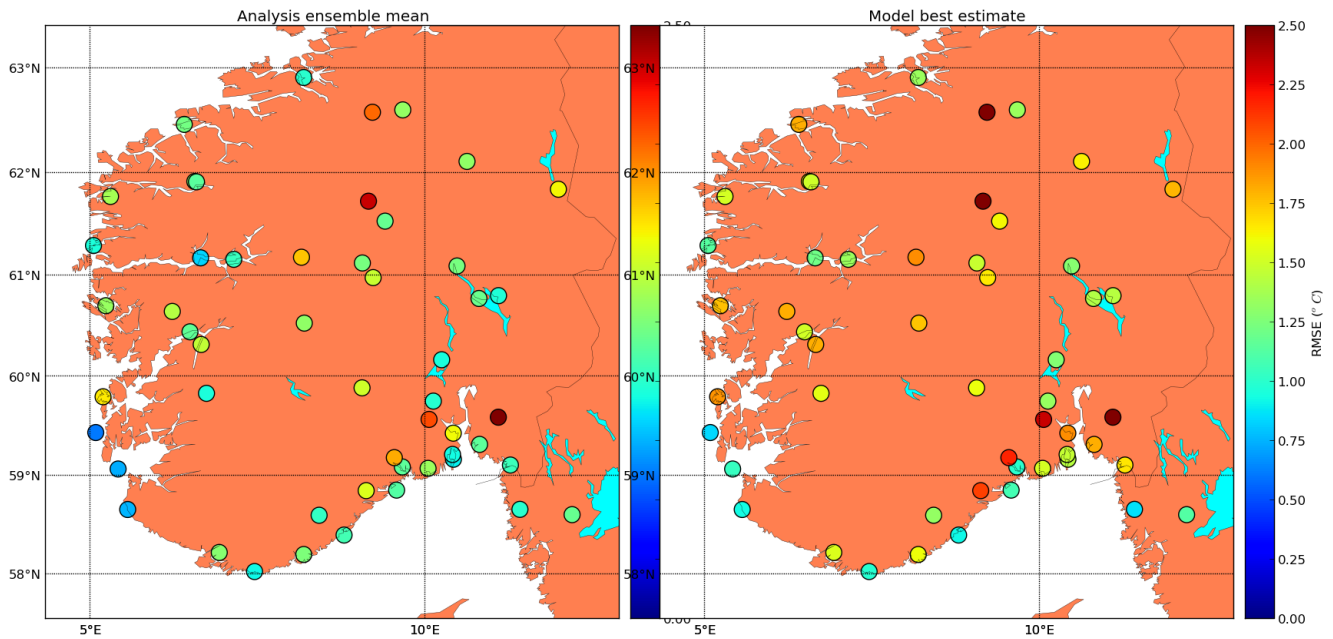 Analysis ensemble mean
Model best estimate
63°N
62°N
61°N
60°N
59°N
58°N
5°E
10°E
2.50
0.00
63°N
62°N
61°N
60°N
59°N
58°N
5°E
10°E
2.50
2.25
2.00
1.75
1.50
1.25
1.00
0.75
0.50
0.25
0.00
RMSE (° C)